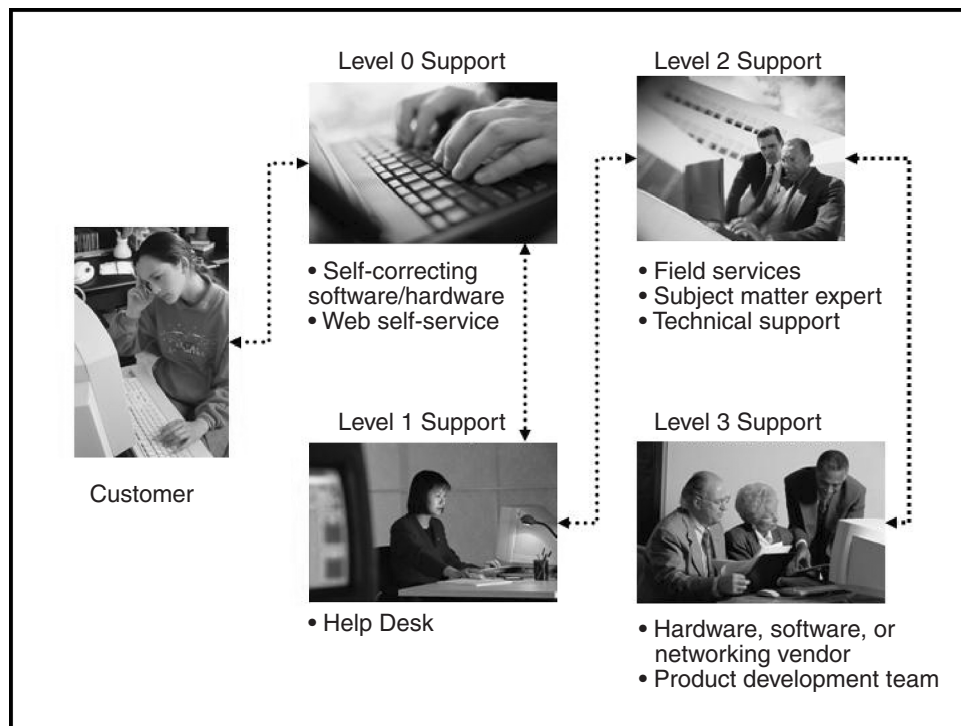 Level 0 Support
• Self-correcting
software/hardware
• Web self-service
Level 2 Support
• Field services
• Subject matter expert
• Technical support
Customer
Level 1 Support
• Help Desk
Level 3 Support
• Hardware, software, or
networking vendor
• Product development team